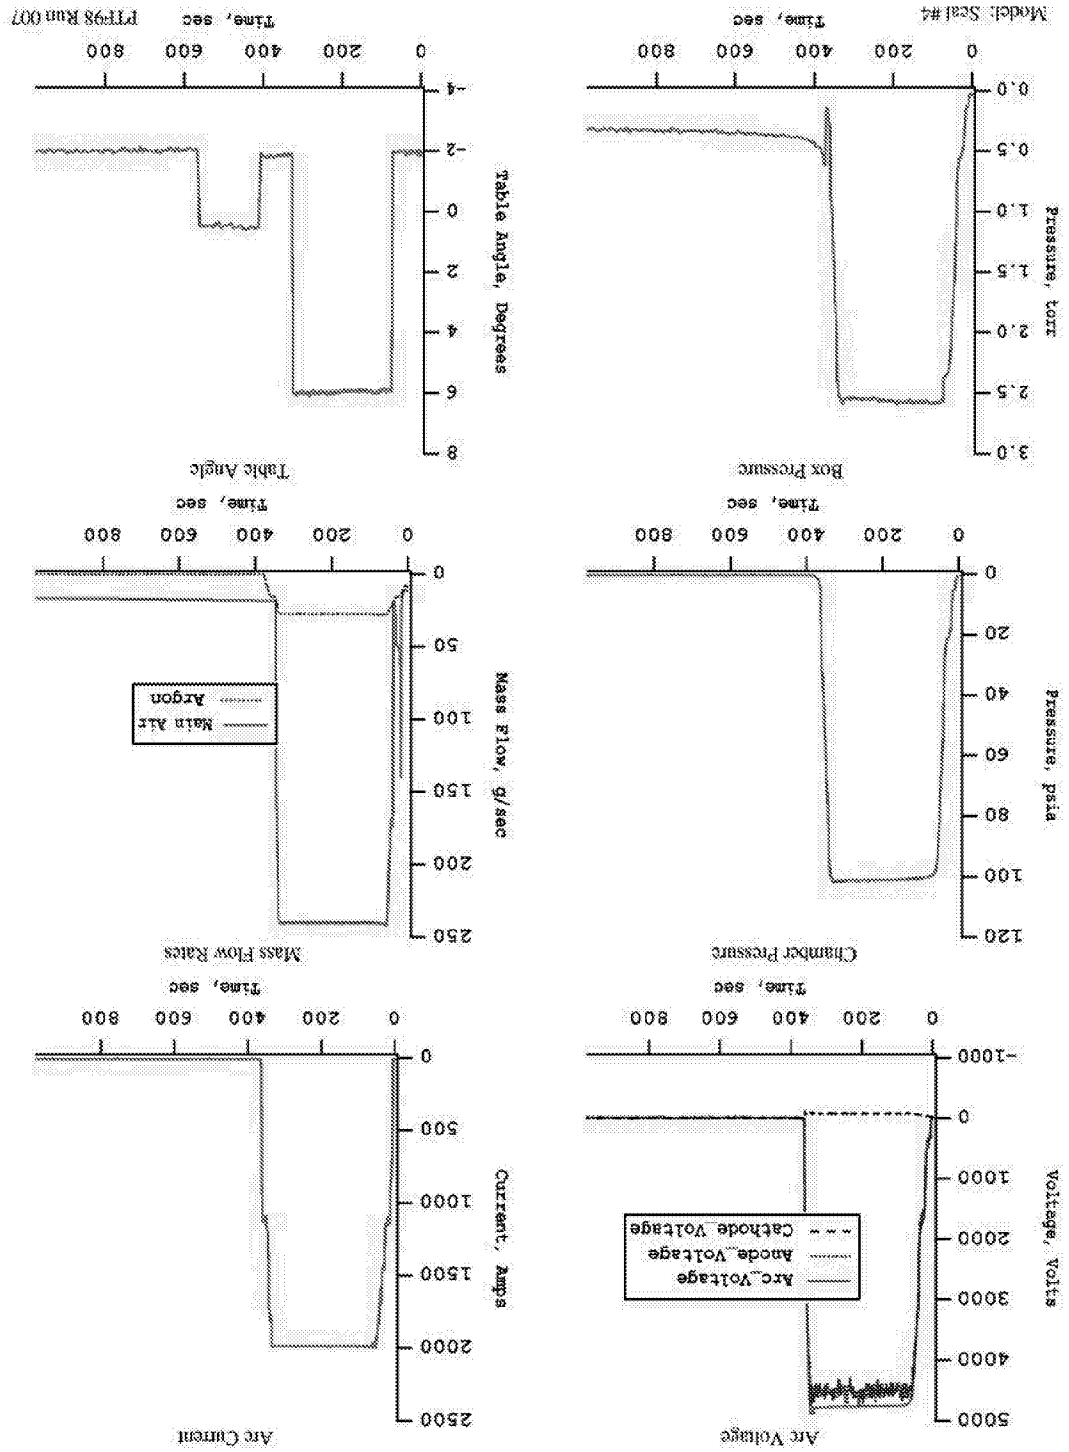 Arc Voltage
5000
4000
3000
2000
1000
0
-1000
Voltage, Volts
Arc_Voltage
Anode_Voltage
Cathode_Voltage
0 200 400 600 800
Time, sec
Arc Current
2500
2000
1500
1000
500
0
Current, Amps
0 200 400 600 800
Time, sec
Chamber Pressure
120
100
80
60
40
20
0
Pressure, psia
0 200 400 600 800
Time, sec
Mass Flow Rates
250
200
150
100
50
0
Mass Flow, g/sec
Main Air
Argon
0 200 400 600 800
Time, sec
Box Pressure
3.0
2.5
2.0
1.5
1.0
0.5
0.0
Pressure, torr
0 200 400 600 800
Time, sec
Table Angle
8
6
4
2
0
-2
-4
Table Angle, Degrees
0 200 400 600 800
Time, sec
Model: Seal #4
PTF98 Run 007